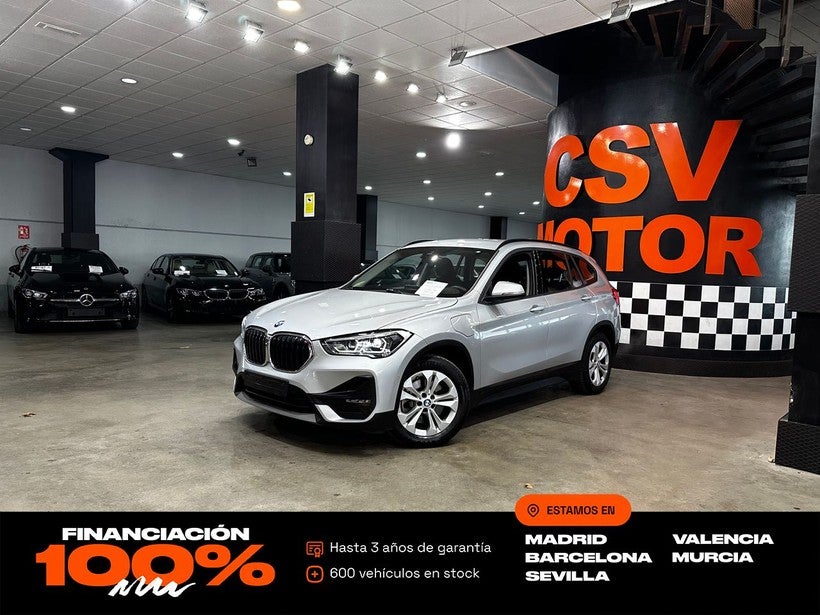 CSV
MOTOR
FINANCIACIÓN
100%
Hasta 3 años de garantía
600 vehículos en stock
ESTAMOS EN
MADRID
BARCELONA
SEVILLA
VALENCIA
MURCIA